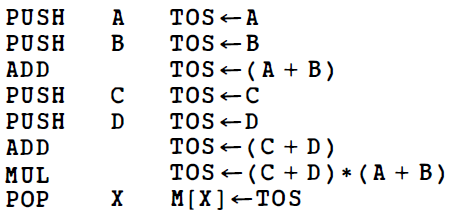 PUSH A TOS ← A
PUSH B TOS ← B
ADD TOS ← (A + B)
PUSH C TOS ← C
PUSH D TOS ← D
ADD TOS ← (C + D)
MUL TOS ← (C + D) * (A + B)
POP X M[X] ← TOS